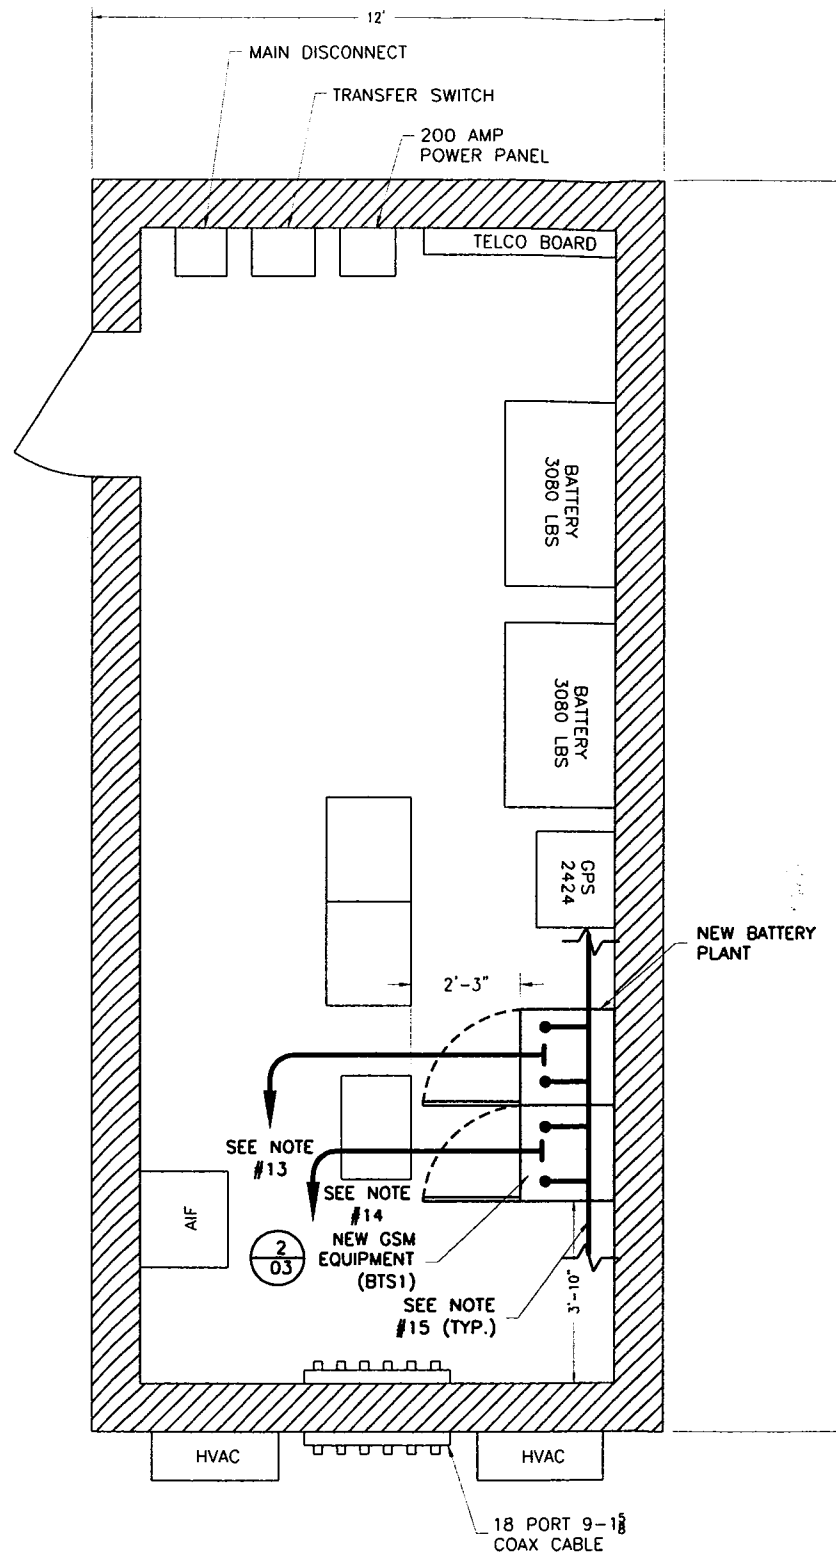 12'
MAIN DISCONNECT
TRANSFER SWITCH
200 AMP
POWER PANEL
TELCO BOARD
BATTERY
3080 LBS
BATTERY
3080 LBS
GPS
2424
NEW BATTERY
PLANT
2'-3"
SEE NOTE
#13
SEE NOTE
#14
AIF
NEW GSM
EQUIPMENT
(BTS1)
2
03
SEE NOTE
#15 (TYP.)
3'-10"
HVAC
HVAC
18 PORT 9-1⅝
COAX CABLE